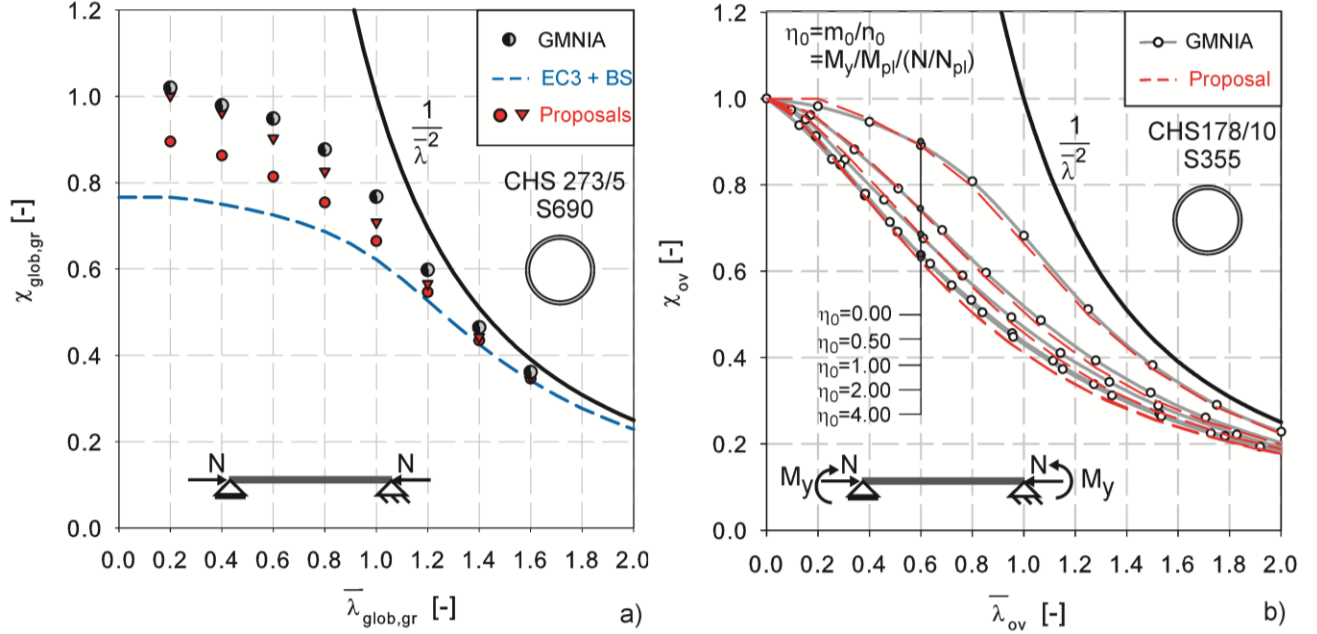 1.2
1.0
0.8
0.6
0.4
0.2
0.0
χglob,gr [-]
GMNIA
EC3 + BS
Proposals
1
λ̅²
CHS 273/5
S690
N
N
0.0 0.2 0.4 0.6 0.8 1.0 1.2 1.4 1.6 1.8 2.0
λ̅glob,gr [-]
a)
1.2
1.0
0.8
0.6
0.4
0.2
0.0
χov [-]
η0=m0/n0
=My/Mpl/(N/Npl)
GMNIA
Proposal
1
λ̅²
CHS178/10
S355
η0=0.00
η0=0.50
η0=1.00
η0=2.00
η0=4.00
My
N
N
My
0.0 0.2 0.4 0.6 0.8 1.0 1.2 1.4 1.6 1.8 2.0
λ̅ov [-]
b)